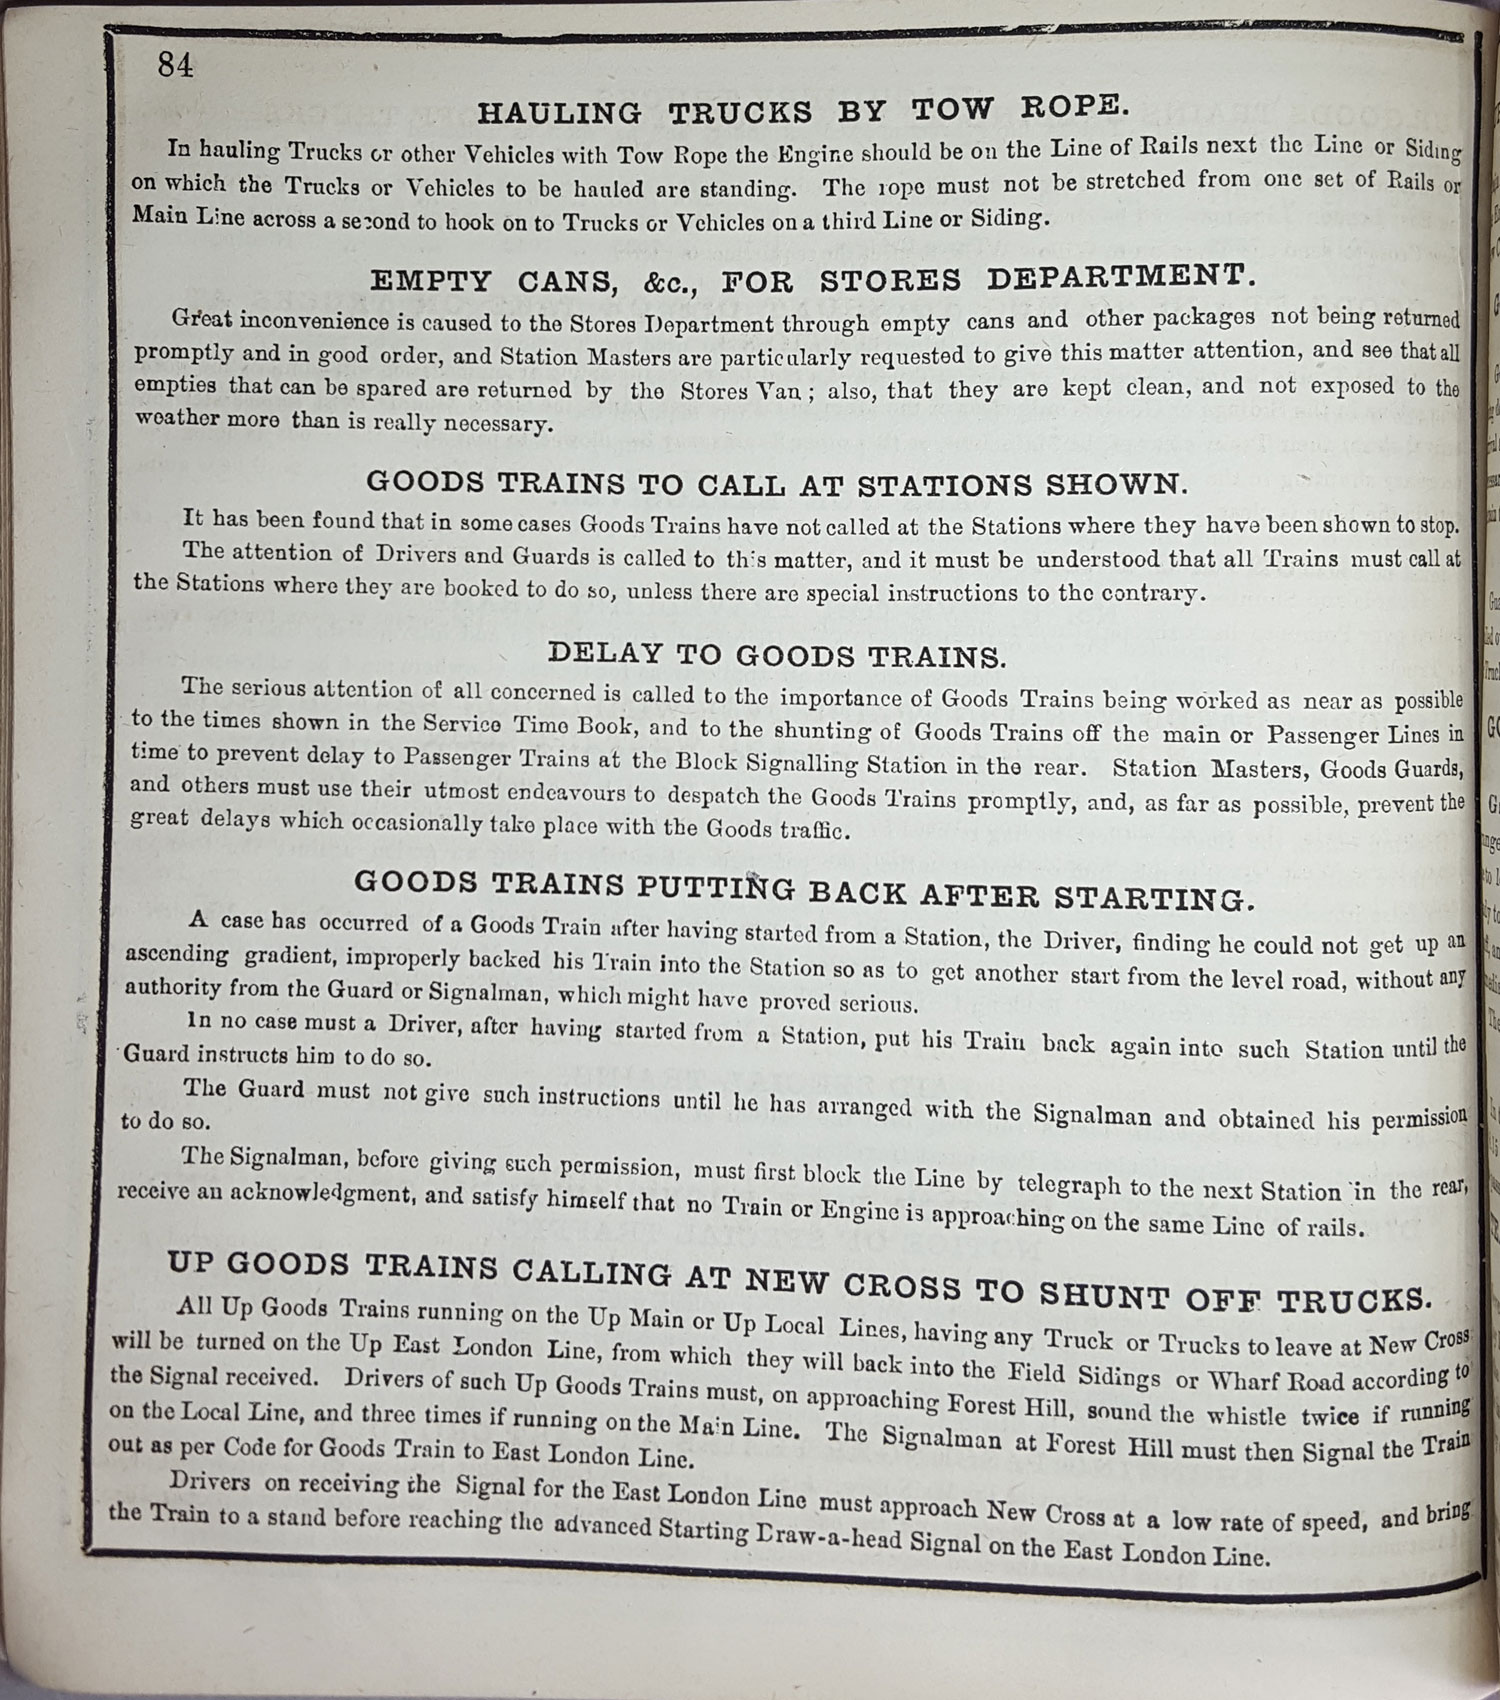 84
HAULING TRUCKS BY TOW ROPE.
In hauling Trucks or other Vehicles with Tow Rope the Engine should be on the Line of Rails next the Line or Siding
on which the Trucks or Vehicles to be hauled are standing. The rope must not be stretched from one set of Rails or
Main Line across a second to hook on to Trucks or Vehicles on a third Line or Siding.
EMPTY CANS, &c., FOR STORES DEPARTMENT.
Great inconvenience is caused to the Stores Department through empty cans and other packages not being returned
promptly and in good order, and Station Masters are particularly requested to give this matter attention, and see that all
empties that can be spared are returned by the Stores Van; also, that they are kept clean, and not exposed to the
weather more than is really necessary.
GOODS TRAINS TO CALL AT STATIONS SHOWN.
It has been found that in some cases Goods Trains have not called at the Stations where they have been shown to stop.
The attention of Drivers and Guards is called to this matter, and it must be understood that all Trains must call at
the Stations where they are booked to do so, unless there are special instructions to the contrary.
DELAY TO GOODS TRAINS.
The serious attention of all concerned is called to the importance of Goods Trains being worked as near as possible
to the times shown in the Service Time Book, and to the shunting of Goods Trains off the main or Passenger Lines in
time to prevent delay to Passenger Trains at the Block Signalling Station in the rear. Station Masters, Goods Guards,
and others must use their utmost endeavours to despatch the Goods Trains promptly, and, as far as possible, prevent the
great delays which occasionally take place with the Goods traffic.
GOODS TRAINS PUTTING BACK AFTER STARTING.
A case has occurred of a Goods Train after having started from a Station, the Driver, finding he could not get up an
ascending gradient, improperly backed his Train into the Station so as to get another start from the level road, without any
authority from the Guard or Signalman, which might have proved serious.
In no case must a Driver, after having started from a Station, put his Train back again into such Station until the
Guard instructs him to do so.
The Guard must not give such instructions until he has arranged with the Signalman and obtained his permission
to do so.
The Signalman, before giving such permission, must first block the Line by telegraph to the next Station in the rear,
receive an acknowledgment, and satisfy himself that no Train or Engine is approaching on the same Line of rails.
UP GOODS TRAINS CALLING AT NEW CROSS TO SHUNT OFF TRUCKS.
All Up Goods Trains running on the Up Main or Up Local Lines, having any Truck or Trucks to leave at New Cross
will be turned on the Up East London Line, from which they will back into the Field Sidings or Wharf Road according to
the Signal received. Drivers of such Up Goods Trains must, on approaching Forest Hill, sound the whistle twice if running
on the Local Line, and three times if running on the Main Line. The Signalman at Forest Hill must then Signal the Train
out as per Code for Goods Train to East London Line.
Drivers on receiving the Signal for the East London Line must approach New Cross at a low rate of speed, and bring
the Train to a stand before reaching the advanced Starting Draw-a-head Signal on the East London Line.